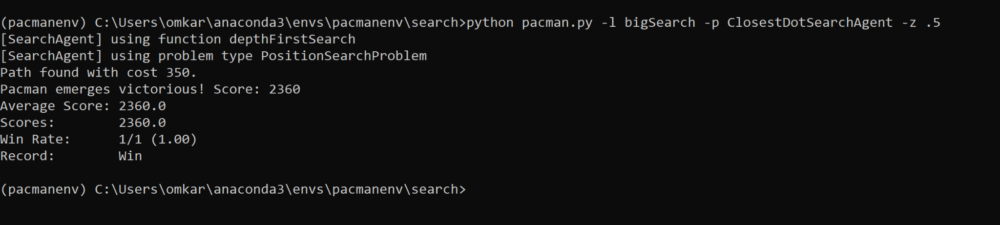 (pacmanenv) C:\Users\omkar\anaconda3\envs\pacmanenv\search>python pacman.py -l bigSearch -p ClosestDotSearchAgent -z .5
[SearchAgent] using function depthFirstSearch
[SearchAgent] using problem type PositionSearchProblem
Path found with cost 350.
Pacman emerges victorious! Score: 2360
Average Score: 2360.0
Scores:        2360.0
Win Rate:      1/1 (1.00)
Record:        Win
(pacmanenv) C:\Users\omkar\anaconda3\envs\pacmanenv\search>